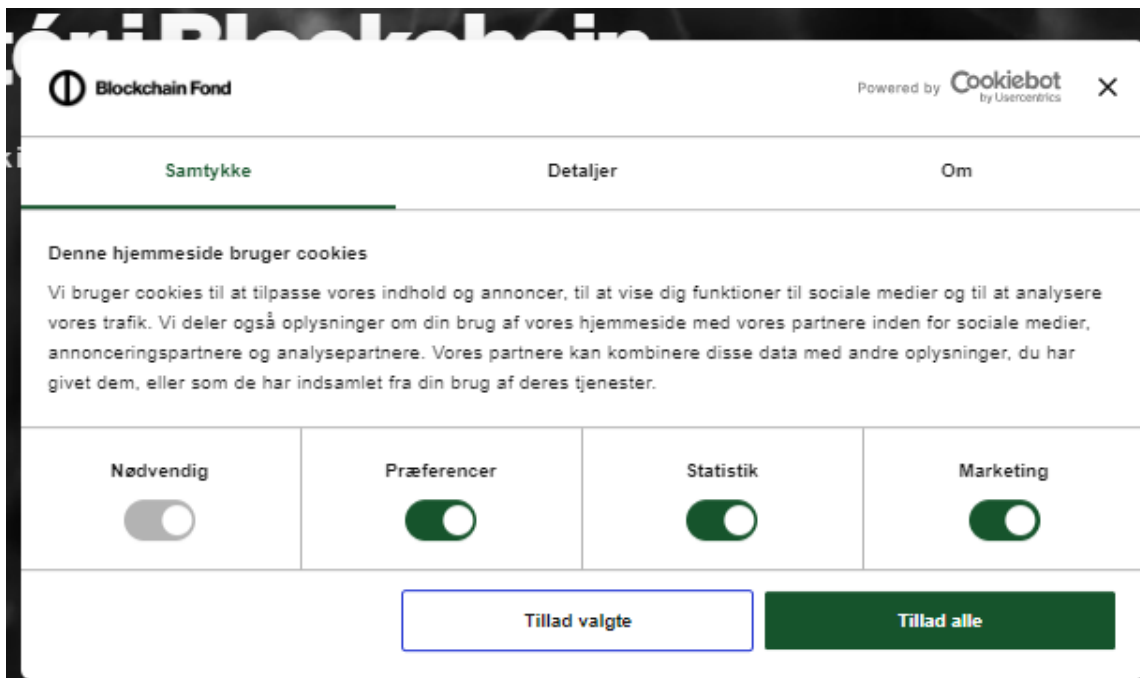 i Blockchain
Blockchain Fond
Powered by Cookiebot
by Usercentrics
Samtykke
Detaljer
Om
Denne hjemmeside bruger cookies
Vi bruger cookies til at tilpasse vores indhold og annoncer, til at vise dig funktioner til sociale medier og til at analysere
vores trafik. Vi deler også oplysninger om din brug af vores hjemmeside med vores partnere inden for sociale medier,
annonceringspartnere og analysepartnere. Vores partnere kan kombinere disse data med andre oplysninger, du har
givet dem, eller som de har indsamlet fra din brug af deres tjenester.
Nødvendig
Præferencer
Statistik
Marketing
Tillad valgte
Tillad alle